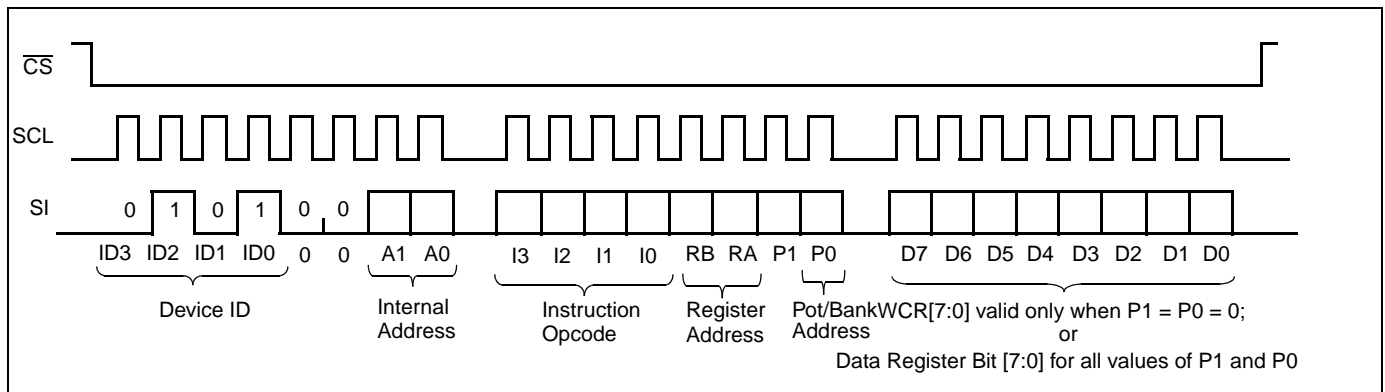 CS
SCL
SI 0 1 0 1 0 0
ID3 ID2 ID1 ID0 0 0 A1 A0 I3 I2 I1 I0 RB RA P1 P0 D7 D6 D5 D4 D3 D2 D1 D0
Device ID
Internal
Address
Instruction
Opcode
Register
Address
Pot/Bank
Address
WCR[7:0] valid only when P1 = P0 = 0;
or
Data Register Bit [7:0] for all values of P1 and P0